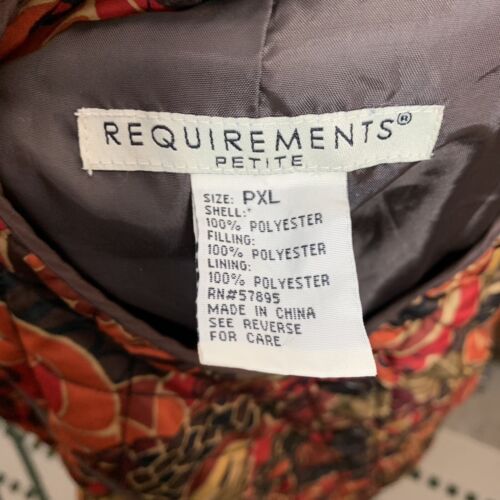 REQUIREMENTS®
PETITE
SIZE: PXL
SHELL:
100% POLYESTER
FILLING:
100% POLYESTER
LINING:
100% POLYESTER
RN#57895
MADE IN CHINA
SEE REVERSE
FOR CARE